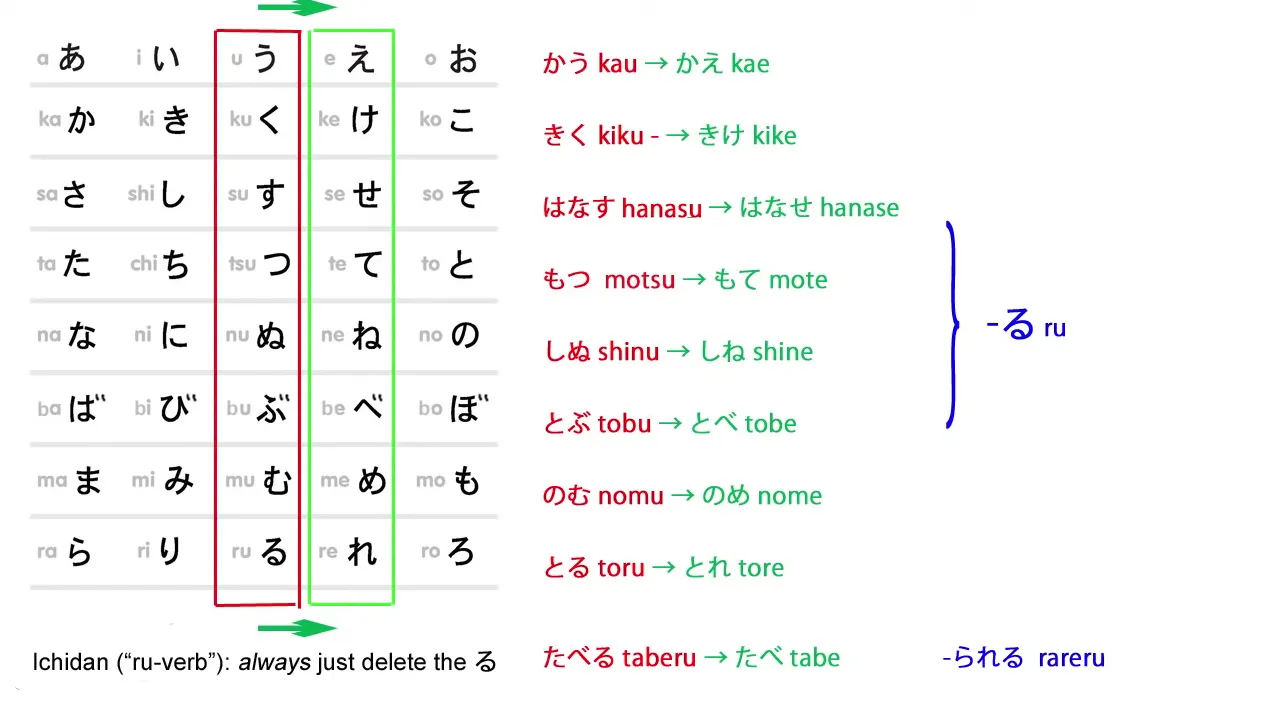 a あ i い u う e え o お
かう kau → かえ kae
ka か ki き ku く ke け ko こ
きく kiku - → きけ kike
sa さ shi し su す se せ so そ
はなす hanasu → はなせ hanase
ta た chi ち tsu つ te て to と
もつ motsu → もて mote
-る ru
na な ni に nu ぬ ne ね no の
しぬ shinu → しね shine
ba ば bi び bu ぶ be べ bo ぼ
とぶ tobu → とべ tobe
ma ま mi み mu む me め mo も
のむ nomu → のめ nome
ra ら ri り ru る re れ ro ろ
とる toru → とれ tore
Ichidan (“ru-verb”): always just delete the る
たべる taberu → たべ tabe
-られる rareru